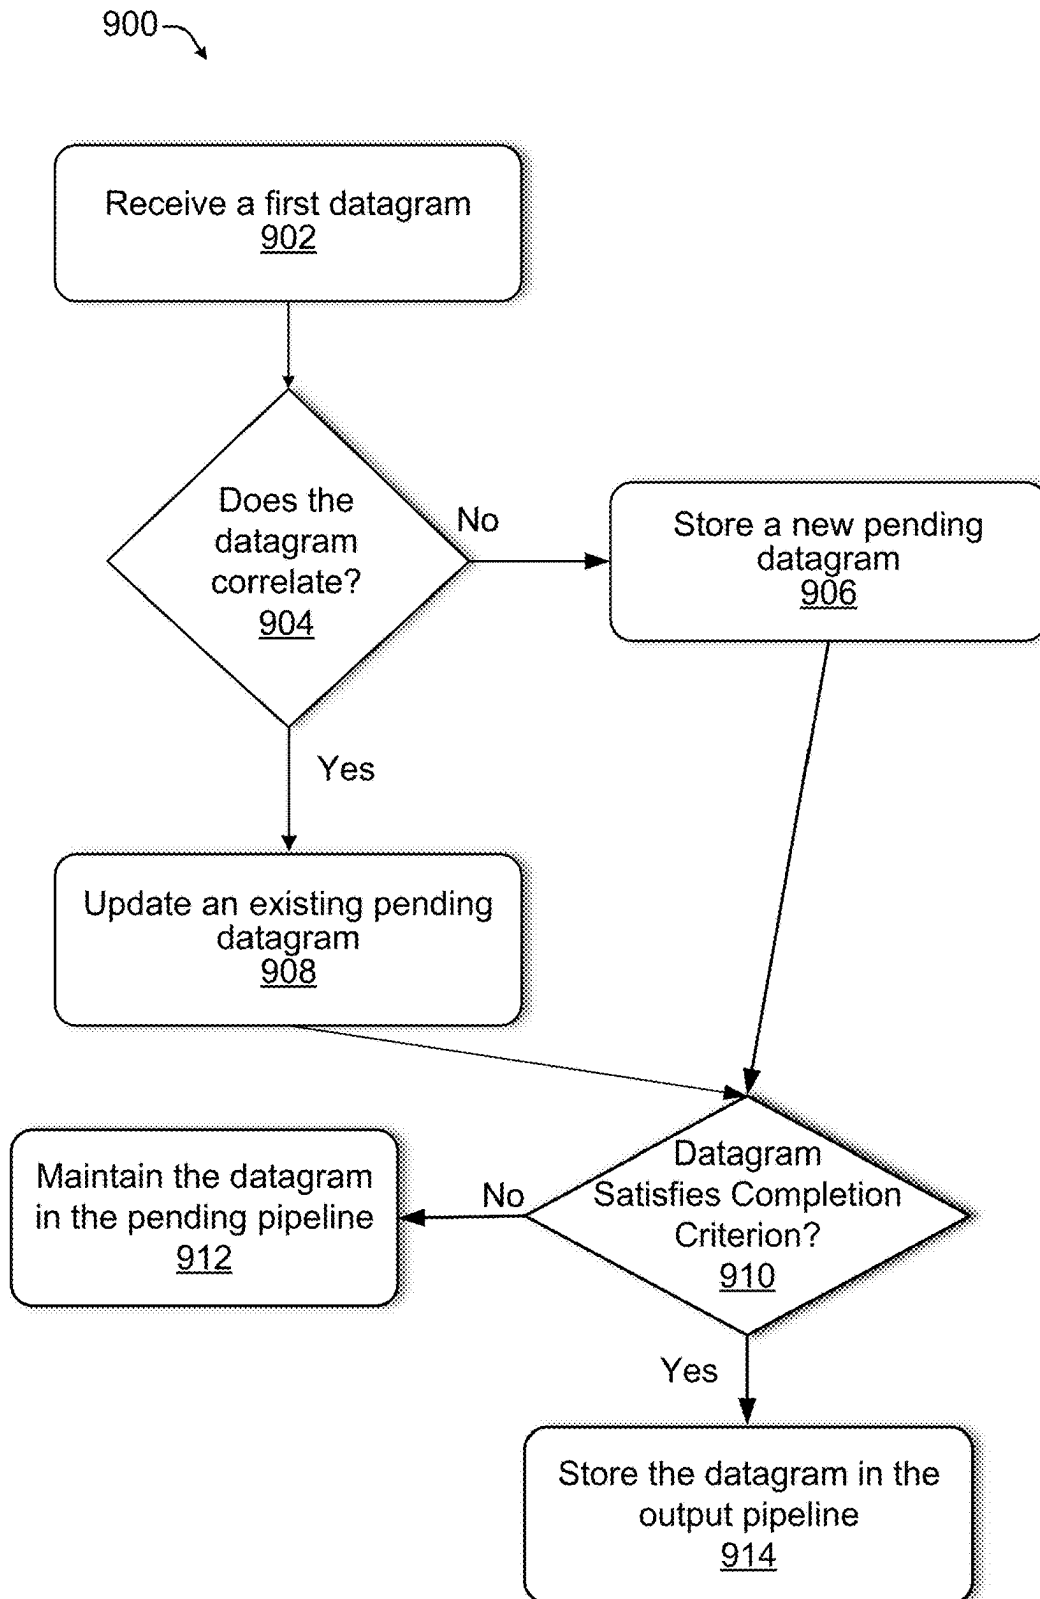 900
Receive a first datagram
902
Does the
datagram
correlate?
904
No
Store a new pending
datagram
906
Yes
Update an existing pending
datagram
908
Maintain the datagram
in the pending pipeline
912
No
Datagram
Satisfies Completion
Criterion?
910
Yes
Store the datagram in the
output pipeline
914